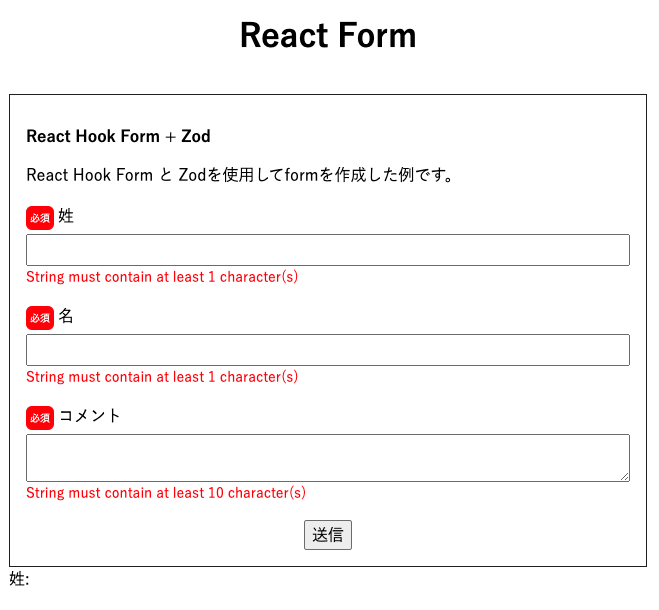 React Form
React Hook Form + Zod
React Hook Form と Zodを使用してformを作成した例です。
必須 姓
String must contain at least 1 character(s)
必須 名
String must contain at least 1 character(s)
必須 コメント
String must contain at least 10 character(s)
送信
姓: